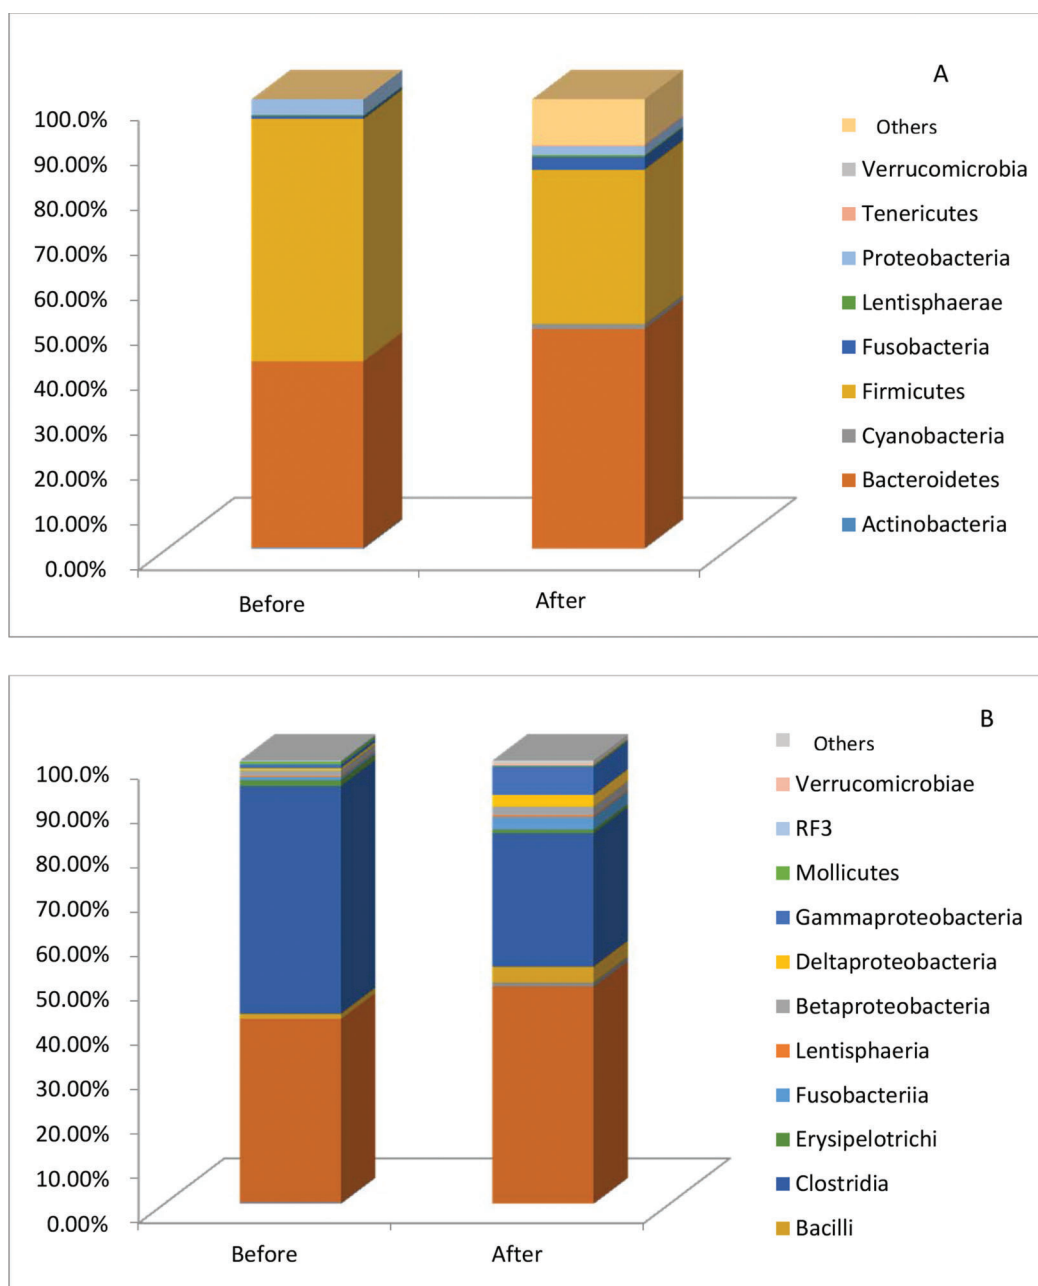 A
100.0%
90.00%
80.00%
70.00%
60.00%
50.00%
40.00%
30.00%
20.00%
10.00%
0.00%
Before
After
Others
Verrucomicrobia
Tenericutes
Proteobacteria
Lentisphaerae
Fusobacteria
Firmicutes
Cyanobacteria
Bacteroidetes
Actinobacteria
B
100.0%
90.00%
80.00%
70.00%
60.00%
50.00%
40.00%
30.00%
20.00%
10.00%
0.00%
Before
After
Others
Verrucomicrobiae
RF3
Mollicutes
Gammaproteobacteria
Deltaproteobacteria
Betaproteobacteria
Lentisphaeria
Fusobacteriia
Erysipelotrichi
Clostridia
Bacilli